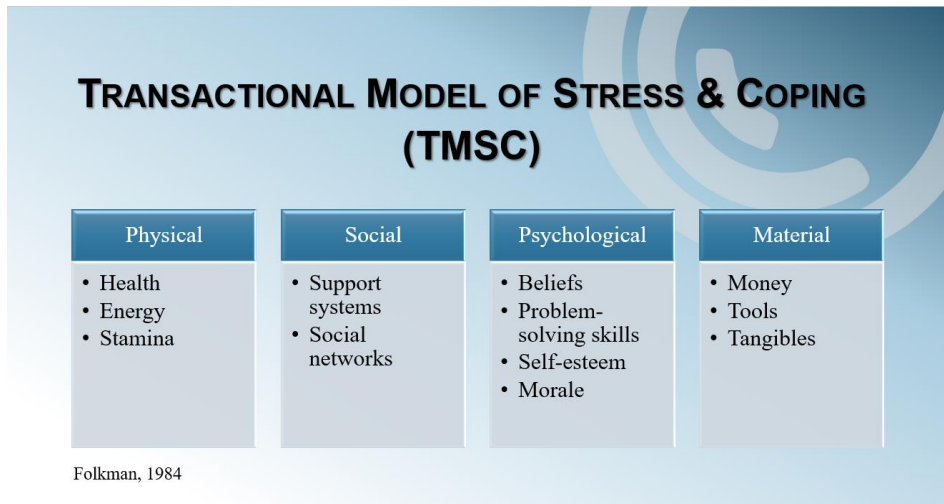 TRANSACTIONAL MODEL OF STRESS & COPING
(TMSC)
Physical
• Health
• Energy
• Stamina
Social
• Support
systems
• Social
networks
Psychological
• Beliefs
• Problem-
solving skills
• Self-esteem
• Morale
Material
• Money
• Tools
• Tangibles
Folkman, 1984